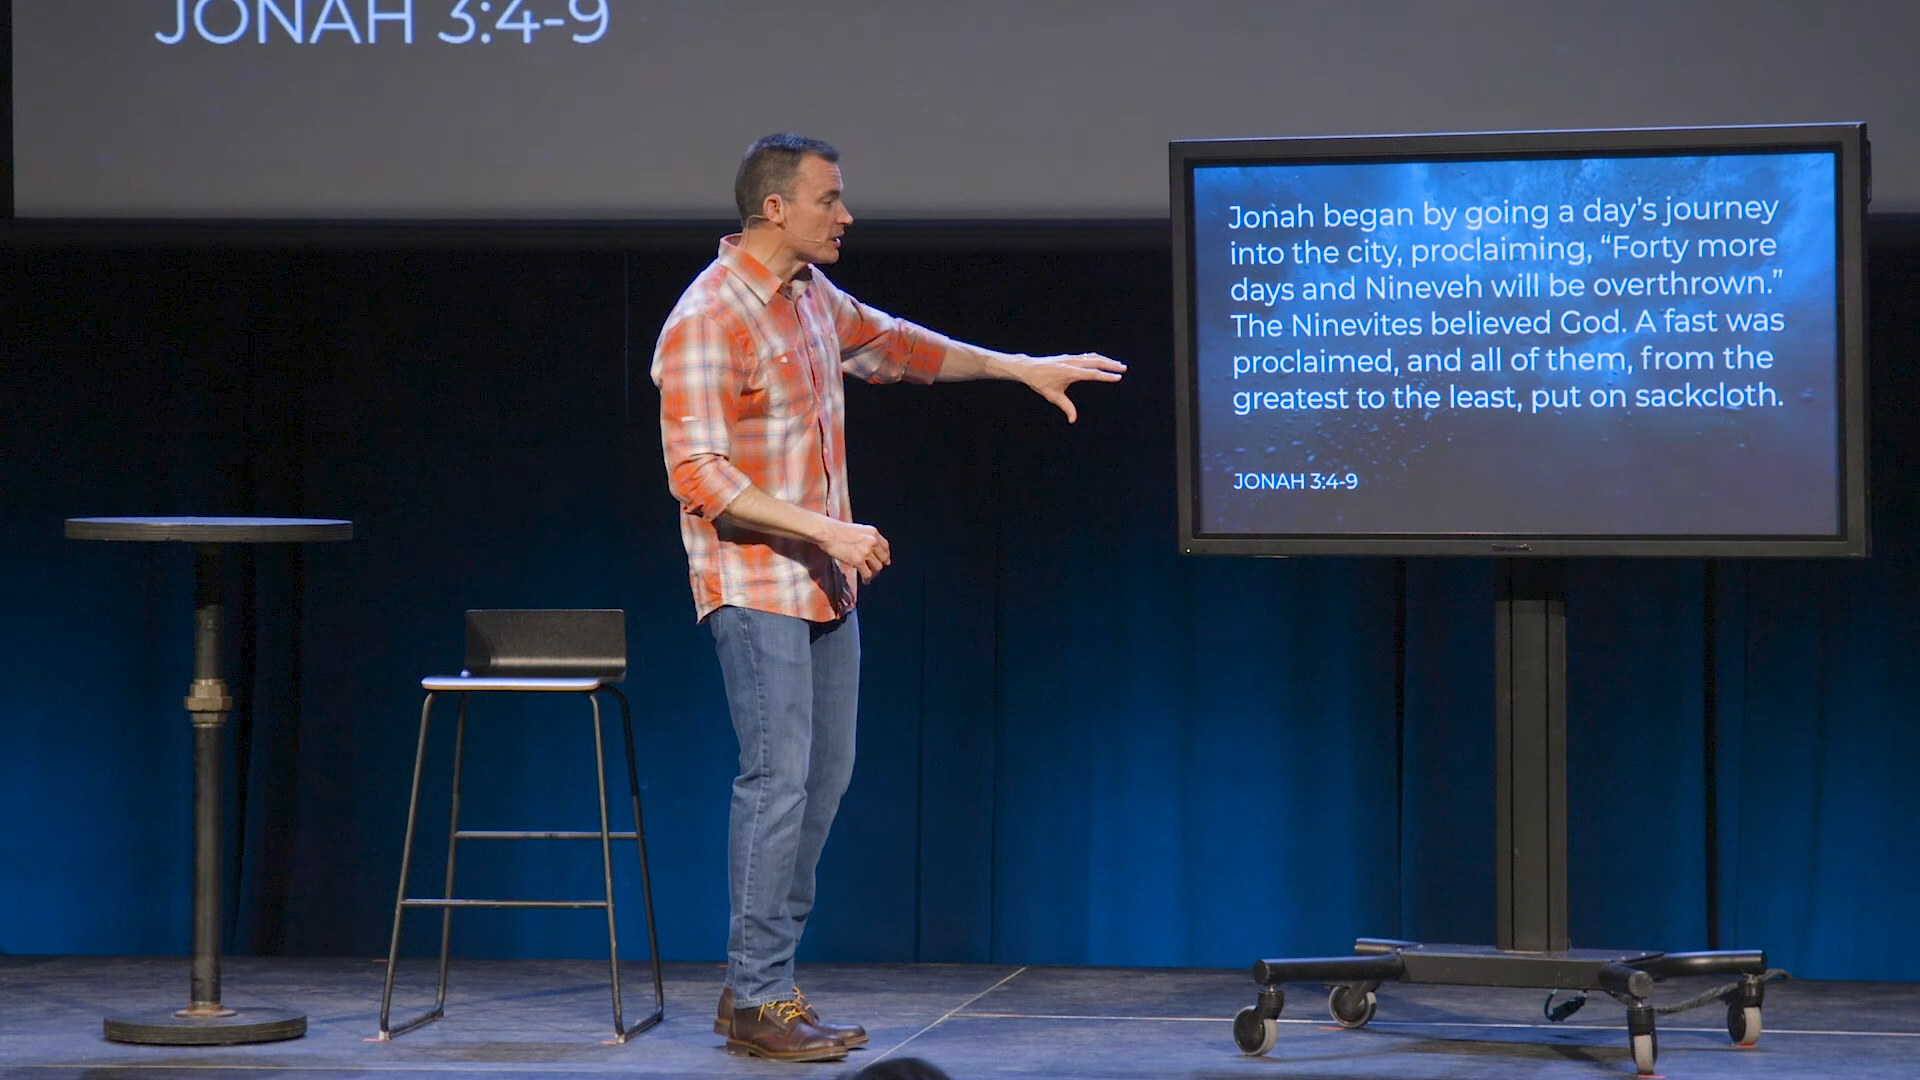 JONAH 3:4-9
Jonah began by going a day’s journey
into the city, proclaiming, “Forty more
days and Nineveh will be overthrown.”
The Ninevites believed God. A fast was
proclaimed, and all of them, from the
greatest to the least, put on sackcloth.
JONAH 3:4-9